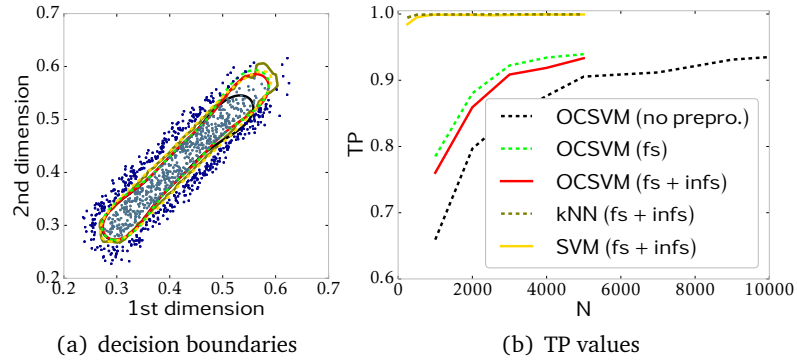 0.7
0.6
0.5
0.4
0.3
0.2
2nd dimension
0.2 0.3 0.4 0.5 0.6 0.7
1st dimension
(a) decision boundaries
1.0
0.9
0.8
0.7
0.6
TP
OCSVM (no prepro.)
OCSVM (fs)
OCSVM (fs + infs)
kNN (fs + infs)
SVM (fs + infs)
0 2000 4000 6000 8000 10000
N
(b) TP values